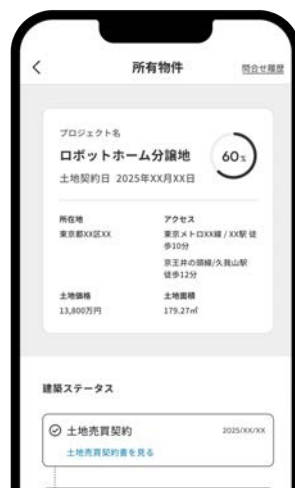 所有物件
問合せ履歴
プロジェクト名
ロボットホーム分譲地
60%
土地契約日 2025年XX月XX日
所在地
アクセス
東京都XX区XX
東京メトロXX線 / XX駅 徒
歩10分
京王井の頭線/久我山駅
徒歩12分
土地価格
土地面積
13,800万円
179.27㎡
建築ステータス
土地売買契約
2025/XX/XX
土地売買契約書を見る